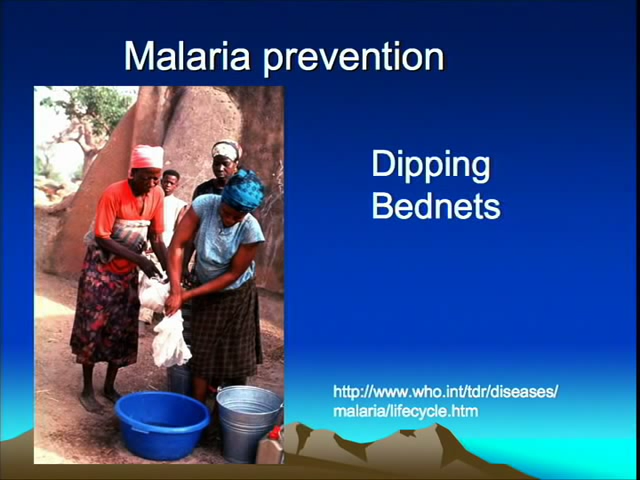 Malaria prevention
Dipping
Bednets
http://www.who.int/tdr/diseases/
malaria/lifecycle.htm